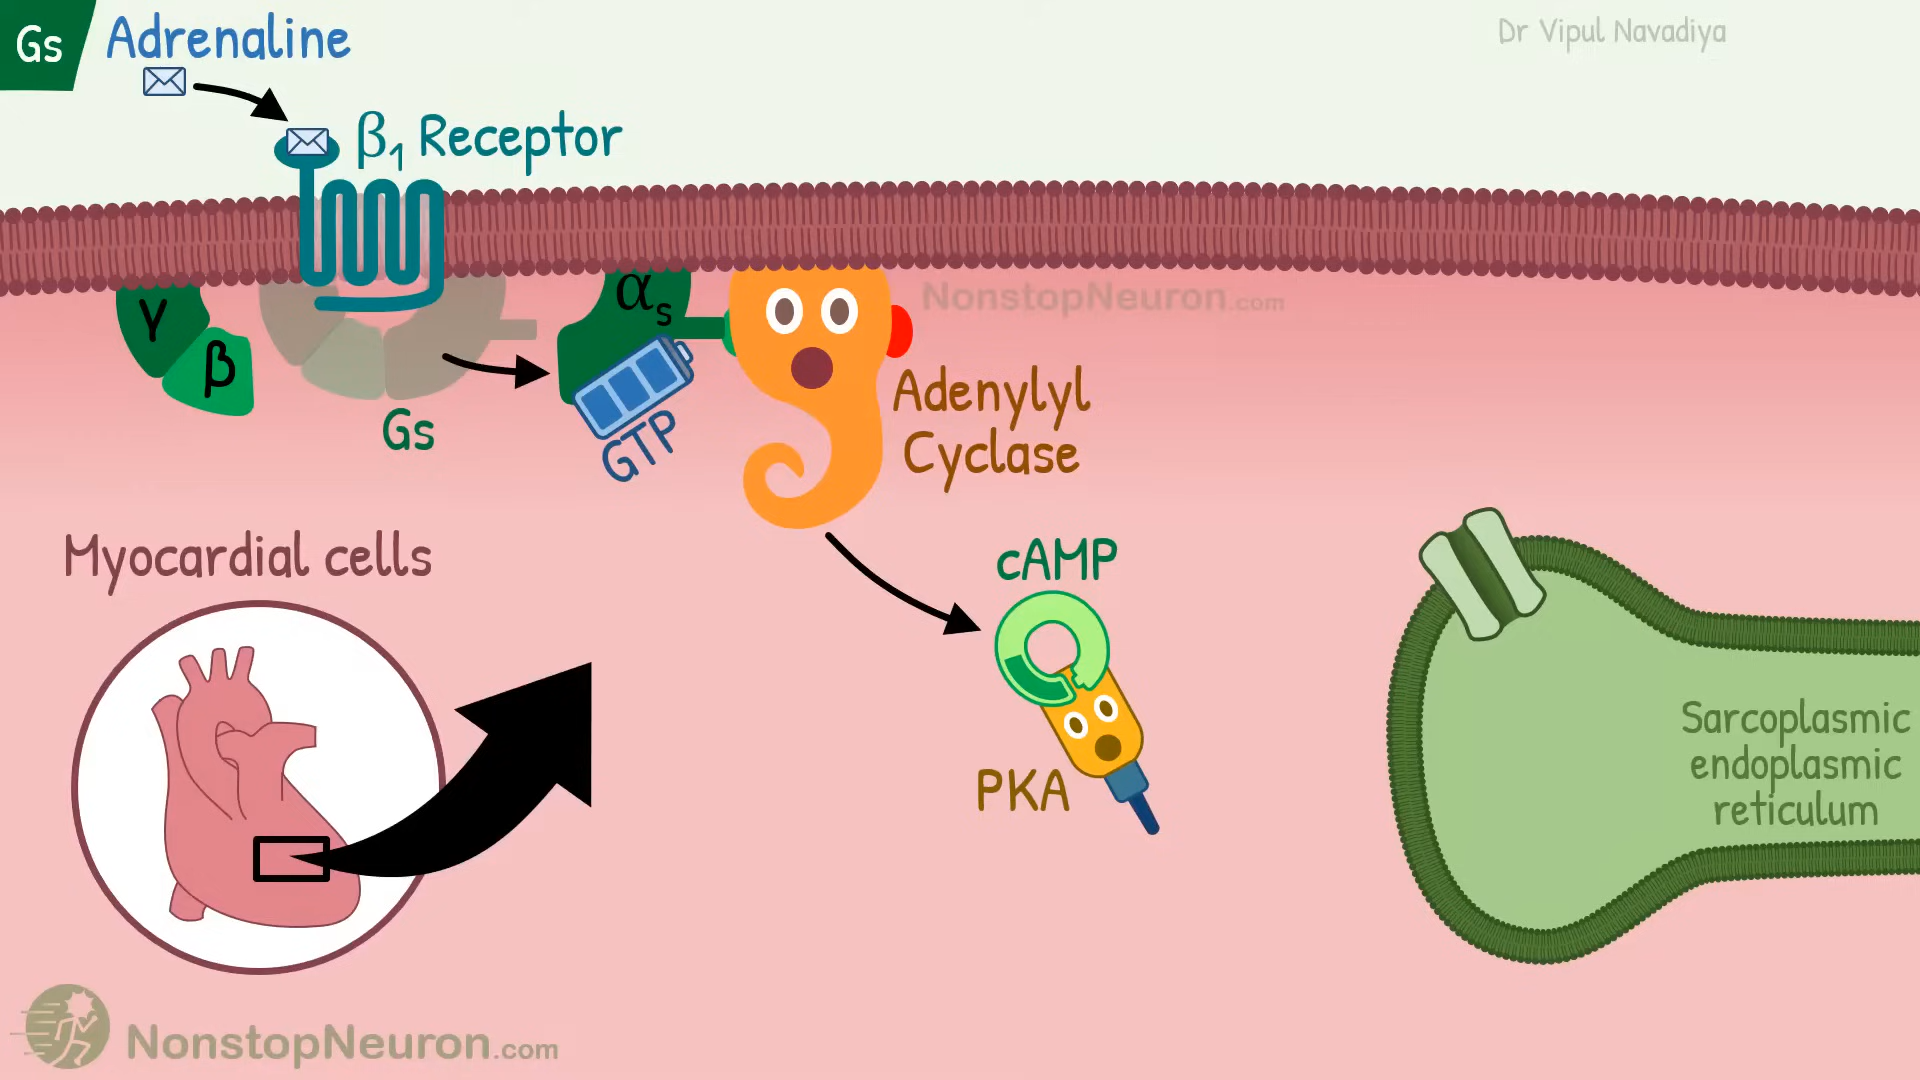 Gs
Adrenaline
Dr Vipul Navadiya
β₁ Receptor
γ
β
αs
GTP
Gs
NonstopNeuron.com
Adenylyl
Cyclase
Myocardial cells
cAMP
PKA
Sarcoplasmic
endoplasmic
reticulum
NonstopNeuron.com